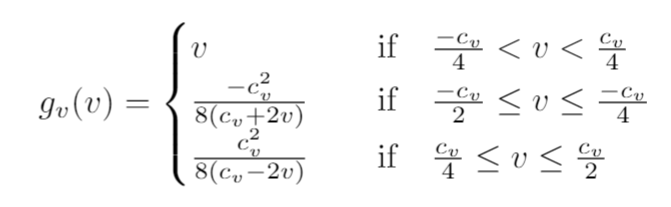 g_v(v) = { v if -c_v/4 < v < c_v/4
-c_v^2/8(c_v+2v) if -c_v/2 ≤ v ≤ -c_v/4
c_v^2/8(c_v-2v) if c_v/4 ≤ v ≤ c_v/2